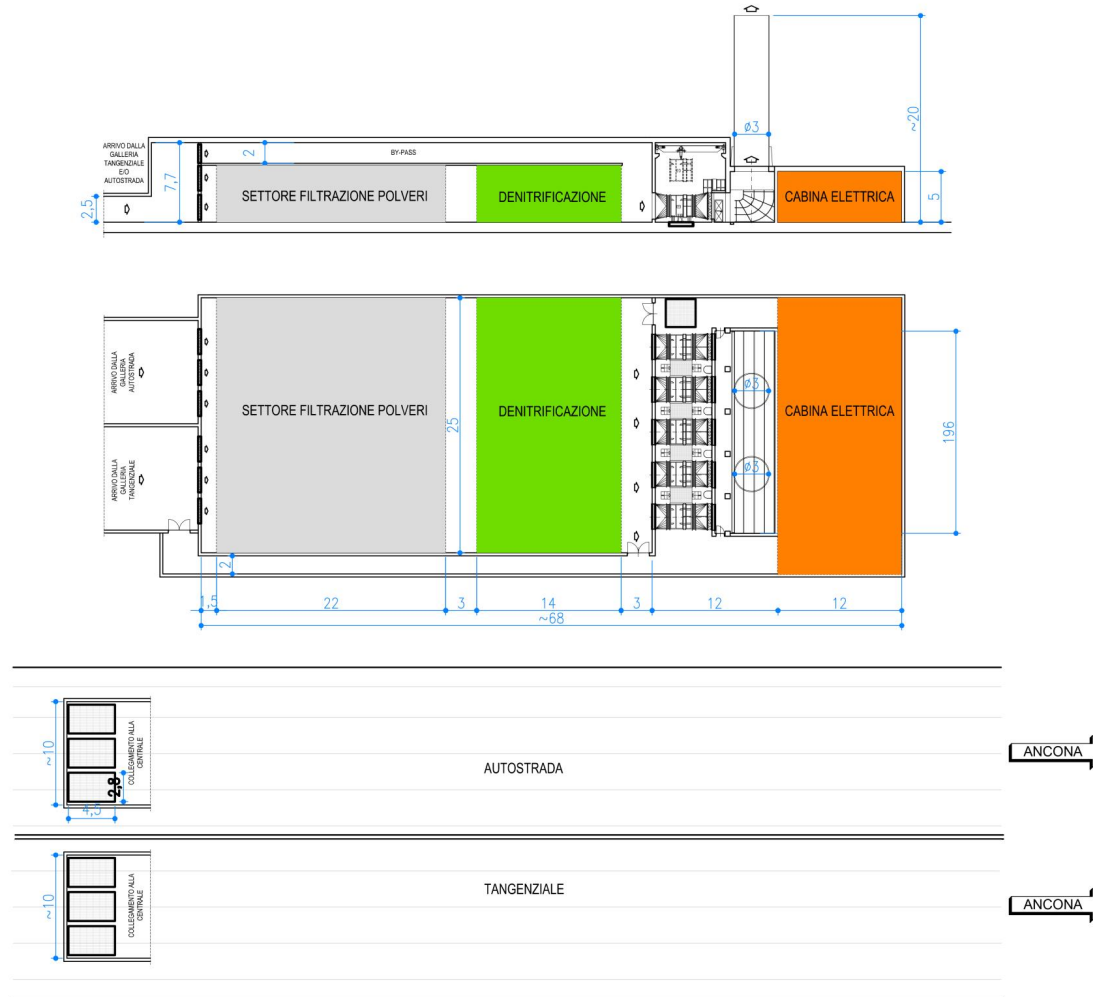 ARRIVO DALLA
GALLERIA
TANGENZIALE
E/O
AUTOSTRADA
2,5
7,7
2
BY-PASS
SETTORE FILTRAZIONE POLVERI
DENITRIFICAZIONE
ø3
CABINA ELETTRICA
5
~20
ARRIVO DALLA
GALLERIA
AUTOSTRADA
ARRIVO DALLA
GALLERIA
TANGENZIALE
SETTORE FILTRAZIONE POLVERI
25
DENITRIFICAZIONE
ø3
ø3
CABINA ELETTRICA
196
2
1,5
22
3
14
3
12
12
~68
~10
COLLEGAMENTO ALLA
CENTRALE
2,8
4,5
AUTOSTRADA
ANCONA
~10
COLLEGAMENTO ALLA
CENTRALE
TANGENZIALE
ANCONA